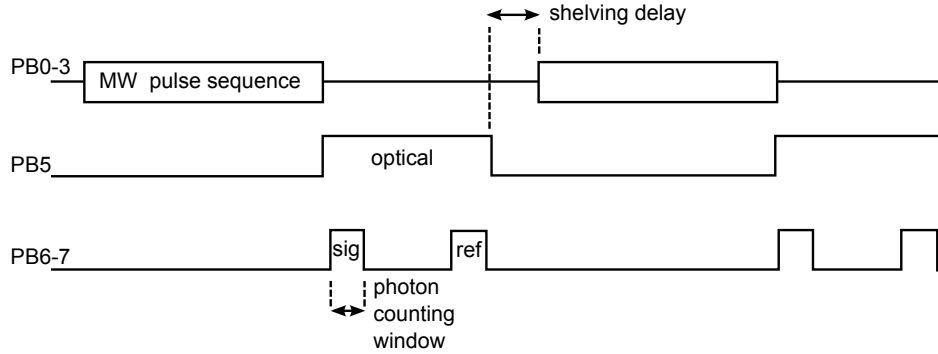 shelving delay
PB0-3
MW pulse sequence
PB5
optical
PB6-7
sig
ref
photon
counting
window